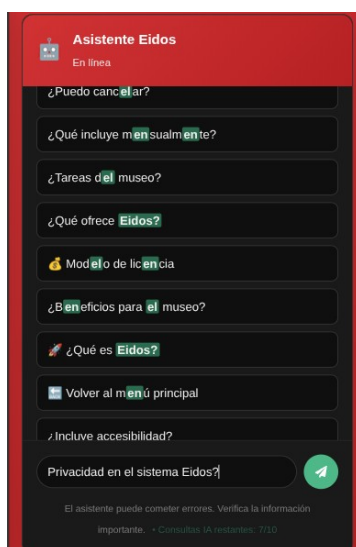 Asistente Eidos
En línea
¿Puedo cancelar?
¿Qué incluye mensualmente?
¿Tareas del museo?
¿Qué ofrece Eidos?
💰 Modelo de licencia
¿Beneficios para el museo?
🚀 ¿Qué es Eidos?
🔙 Volver al menú principal
¿Incluye accesibilidad?
Privacidad en el sistema Eidos?
El asistente puede cometer errores. Verifica la información
importante. • Consultas IA restantes: 7/10